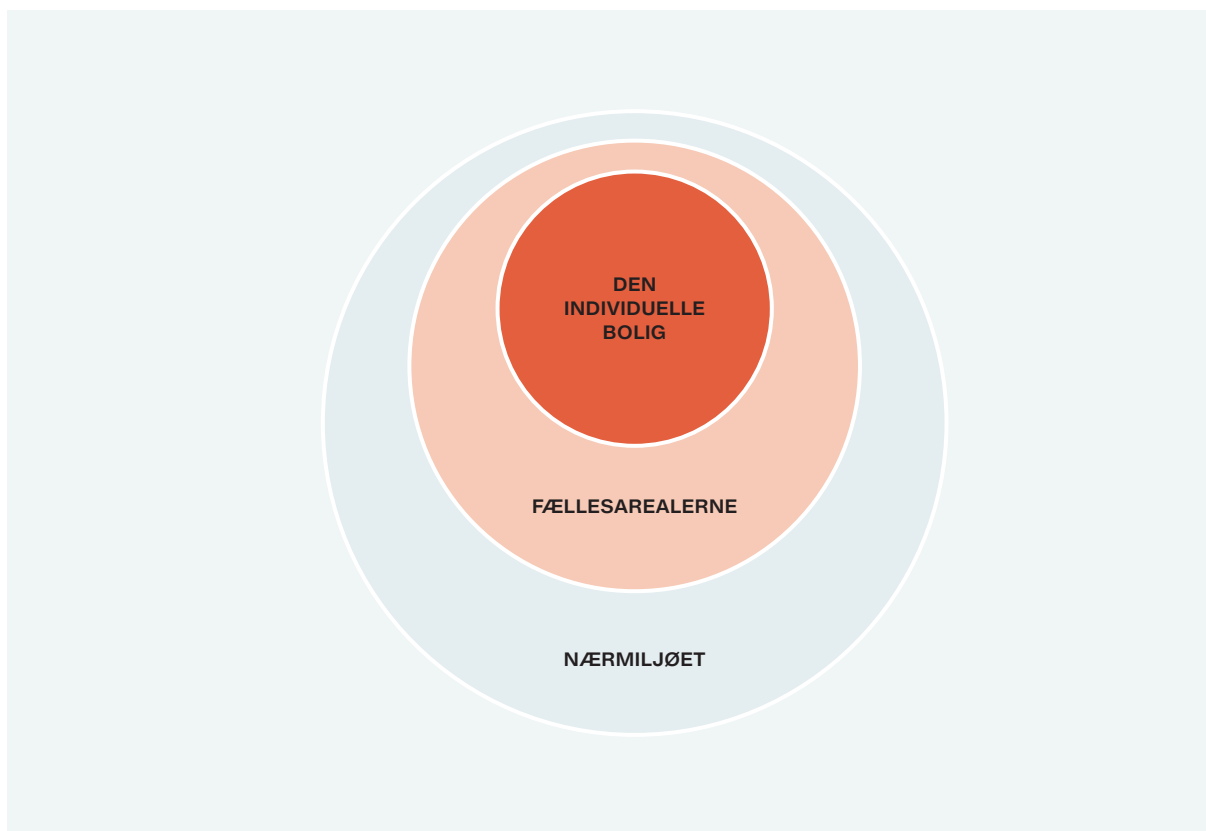 DEN
INDIVIDUELLE
BOLIG
FÆLLESAREALERNE
NÆRMILJØET